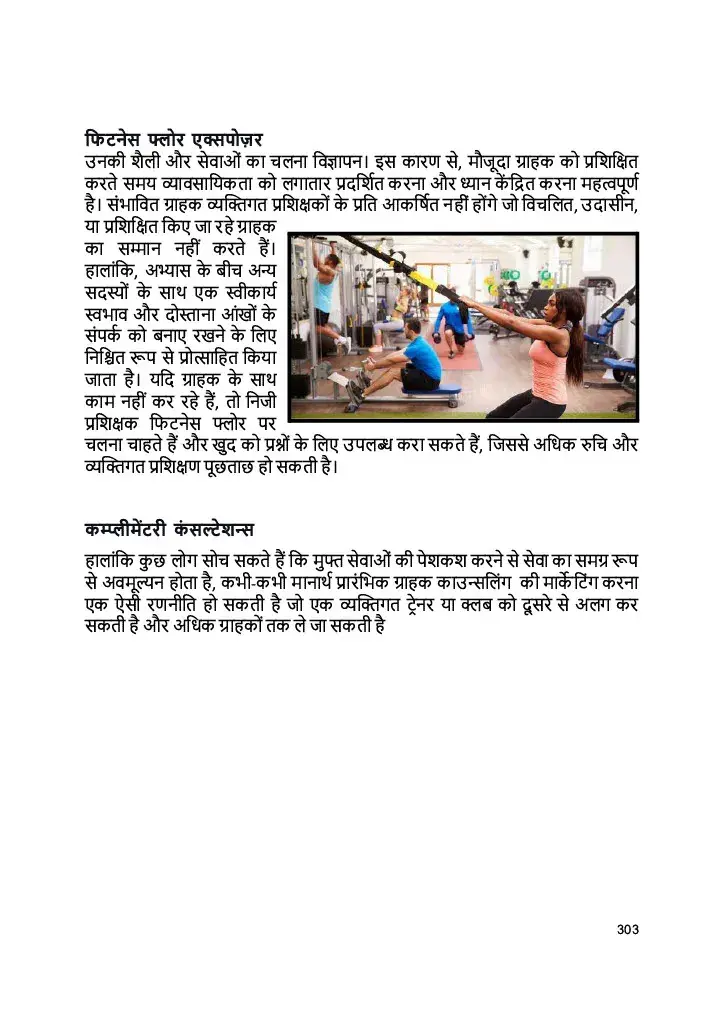 फिटनेस फ्लोर एक्सपोज़र
उनकी शैली और सेवाओं का चलना विज्ञापन। इस कारण से, मौजूदा ग्राहक को प्रशिक्षित
करते समय व्यावसायिकता को लगातार प्रदर्शित करना और ध्यान केंद्रित करना महत्वपूर्ण
है। संभावित ग्राहक व्यक्तिगत प्रशिक्षकों के प्रति आकर्षित नहीं होंगे जो विचलित, उदासीन,
या प्रशिक्षित किए जा रहे ग्राहक
का सम्मान नहीं करते हैं।
हालांकि, अभ्यास के बीच अन्य
सदस्यों के साथ एक स्वीकार्य
स्वभाव और दोस्ताना आंखों के
संपर्क को बनाए रखने के लिए
निश्चित रूप से प्रोत्साहित किया
जाता है। यदि ग्राहक के साथ
काम नहीं कर रहे हैं, तो निजी
प्रशिक्षक फिटनेस फ्लोर पर
चलना चाहते हैं और खुद को प्रश्नों के लिए उपलब्ध करा सकते हैं, जिससे अधिक रुचि और
व्यक्तिगत प्रशिक्षण पूछताछ हो सकती है।
कम्प्लीमेंटरी कंसल्टेशन्स
हालांकि कुछ लोग सोच सकते हैं कि मुफ्त सेवाओं की पेशकश करने से सेवा का समग्र रूप
से अवमूल्यन होता है, कभी-कभी मानार्थ प्रारंभिक ग्राहक काउन्सलिंग की मार्केटिंग करना
एक ऐसी रणनीति हो सकती है जो एक व्यक्तिगत ट्रेनर या क्लब को दूसरे से अलग कर
सकती है और अधिक ग्राहकों तक ले जा सकती है
303